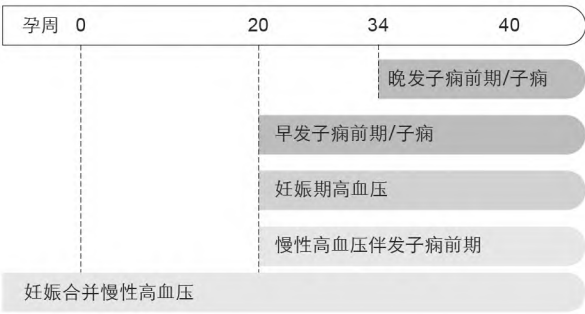 孕周 0 20 34 40
晚发子痫前期/子痫
早发子痫前期/子痫
妊娠期高血压
慢性高血压伴发子痫前期
妊娠合并慢性高血压